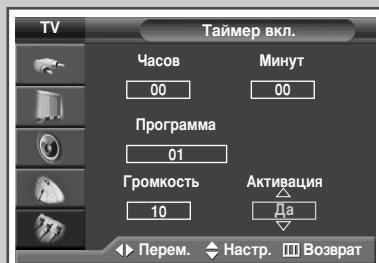 TV
Таймер вкл.
Часов Минут
00 00
Программа
01
Громкость Активация
10 Да
Перем. Настр. Возврат